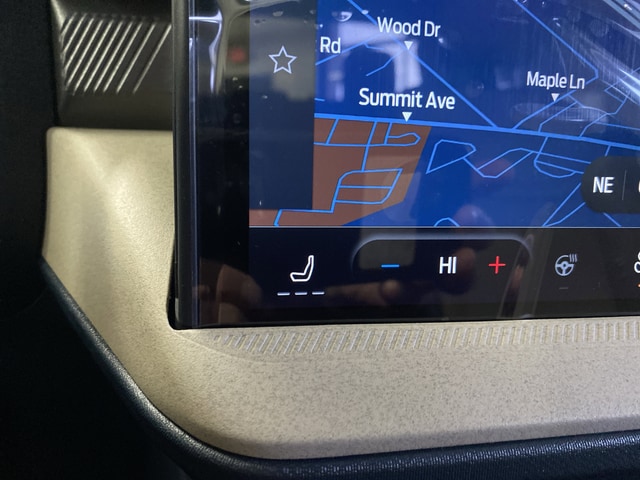 Wood Dr
Rd
Maple Ln
Summit Ave
NE
HI